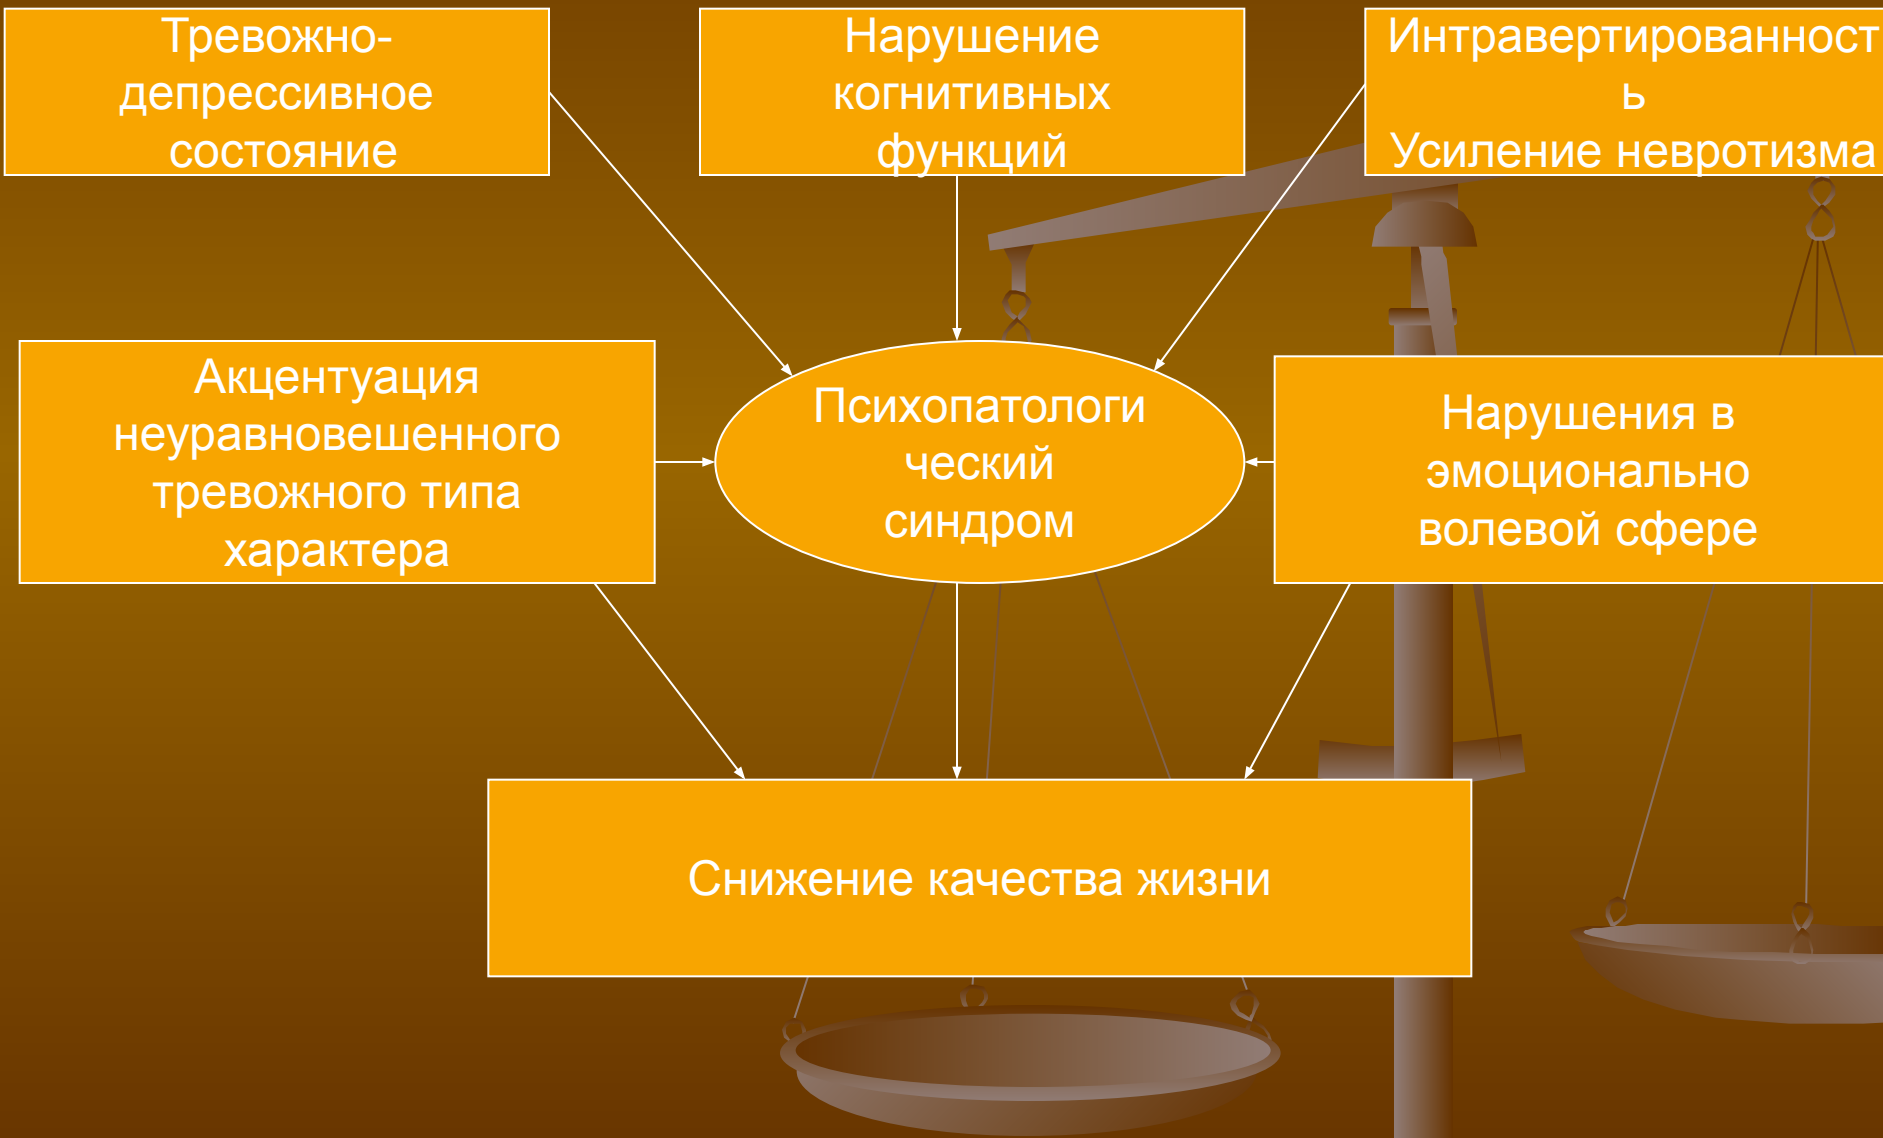 Тревожно-
депрессивное
состояние
Нарушение
когнитивных
функций
Интравертированност
ь
Усиление невротизма
Акцентуация
неуравновешенного
тревожного типа
характера
Психопатологи
ческий
синдром
Нарушения в
эмоционально
волевой сфере
Снижение качества жизни